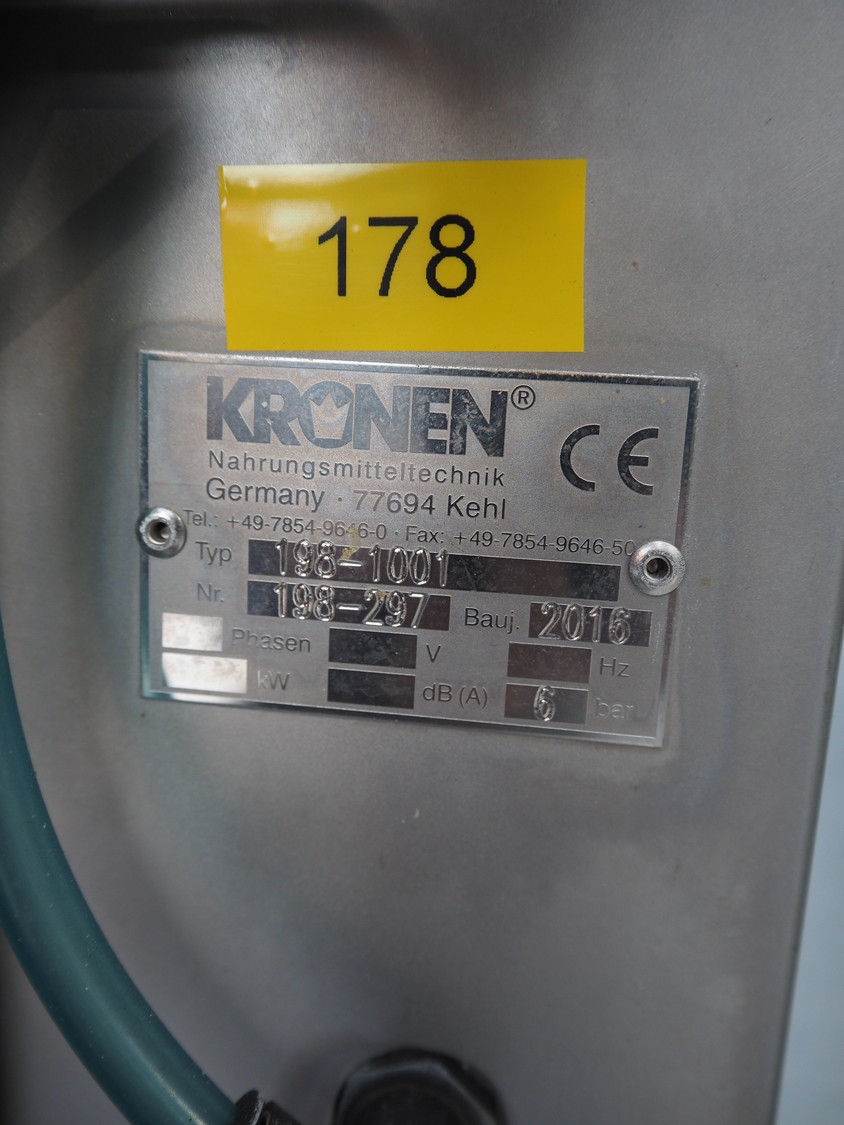 178
KRONEN®
CE
Nahrungsmitteltechnik
Germany · 77694 Kehl
Tel.: +49-7854-9646-0 · Fax: +49-7854-9646-50
Typ 198-1001
Nr. 198-297 Bauj. 2016
Phasen V Hz
kW dB (A) 6 bar